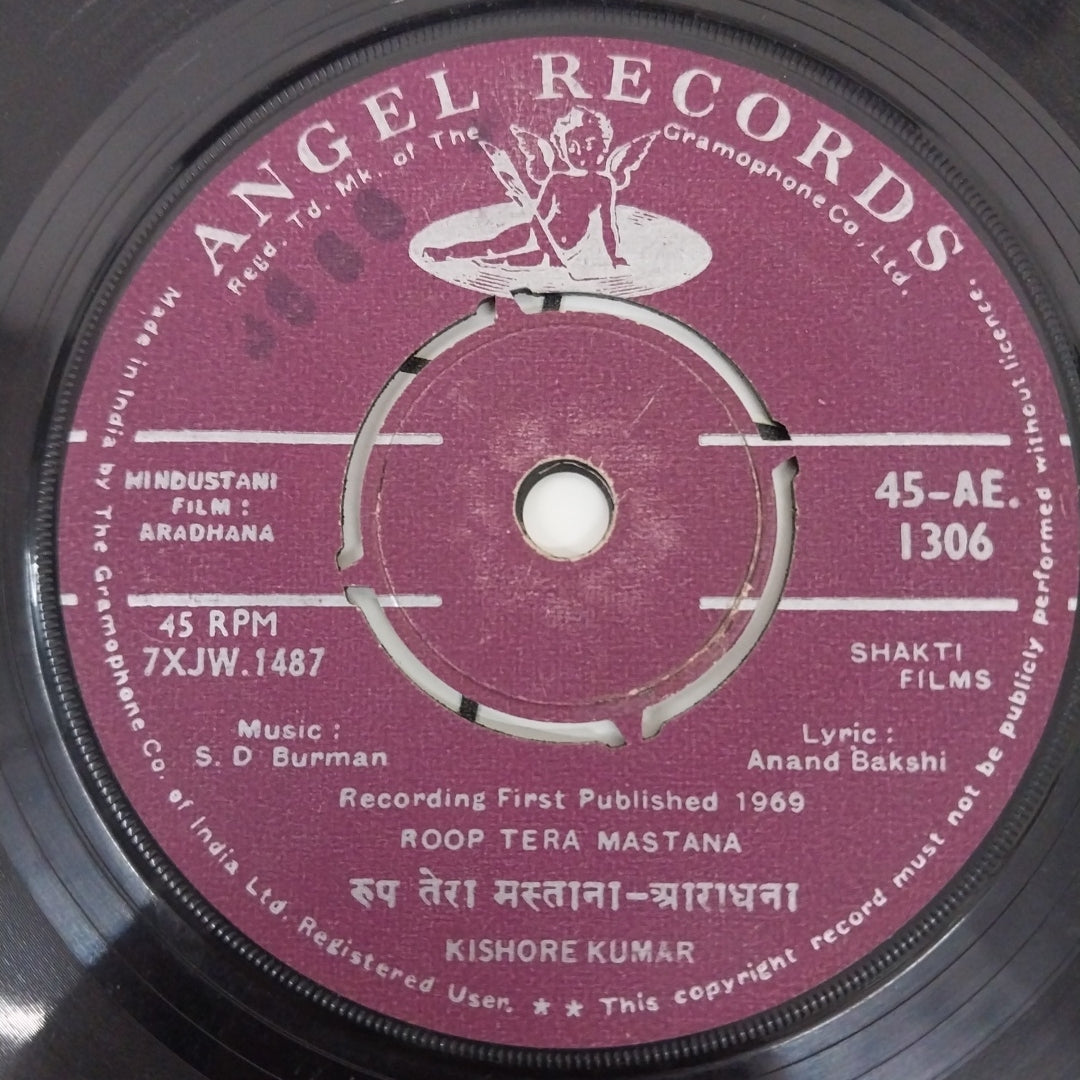 ANGEL RECORDS
Regd. Td. Mk. of The Gramophone Co., Ltd.
HINDUSTANI
FILM :
ARADHANA
45-AE.
1306
45 RPM
7XJW.1487
SHAKTI
FILMS
Music :
S. D Burman
Lyric :
Anand Bakshi
Recording First Published 1969
ROOP TERA MASTANA
रुप तेरा मस्ताना-आराधना
KISHORE KUMAR
Made in India by The Gramophone Co. of India Ltd. Registered User. ★ ★ This copyright record must not be publicly performed without licence.